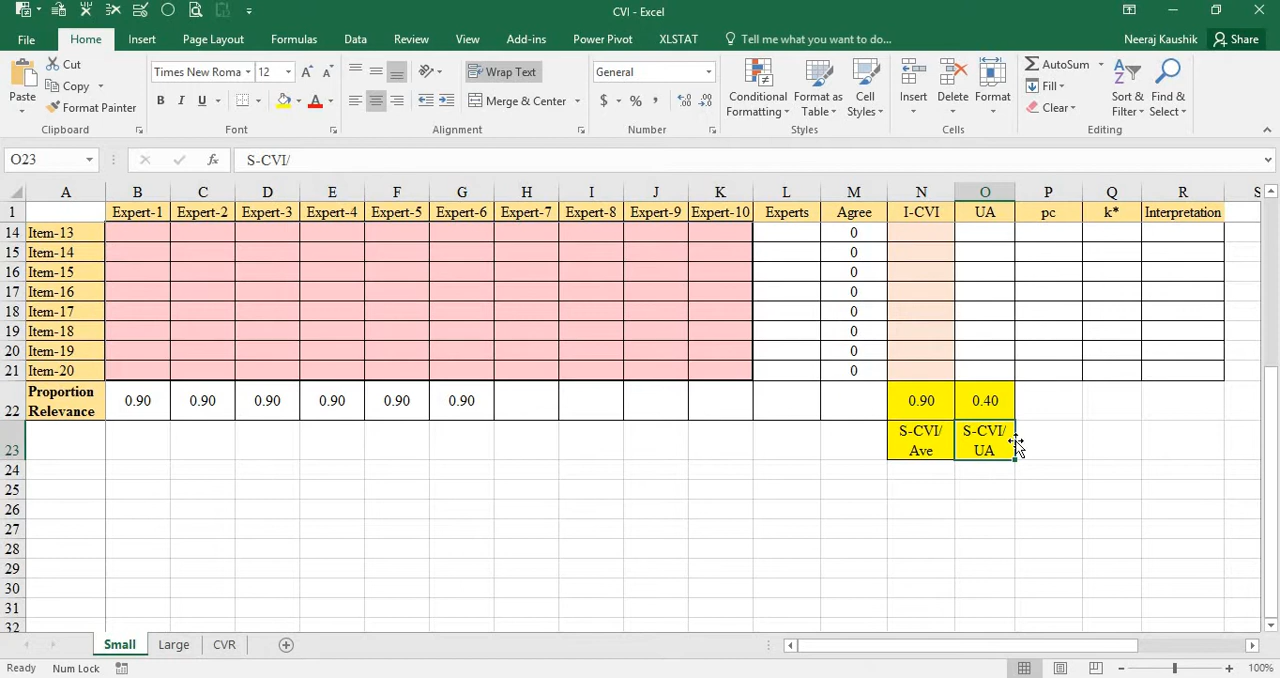 CVI - Excel
File Home Insert Page Layout Formulas Data Review View Add-ins Power Pivot XLSTAT Tell me what you want to do... Neeraj Kaushik Share
Paste
Cut
Copy
Format Painter
Clipboard
Times New Roma 12
Font
Wrap Text
Merge & Center
Alignment
General
Number
Conditional Formatting
Format as Table
Cell Styles
Styles
Insert Delete Format
Cells
AutoSum
Fill
Clear
Sort & Filter
Find & Select
Editing
O23 fx S-CVI/
A B C D E F G H I J K L M N O P Q R S
1 Expert-1 Expert-2 Expert-3 Expert-4 Expert-5 Expert-6 Expert-7 Expert-8 Expert-9 Expert-10 Experts Agree I-CVI UA pc k* Interpretation
14 Item-13 0
15 Item-14 0
16 Item-15 0
17 Item-16 0
18 Item-17 0
19 Item-18 0
20 Item-19 0
21 Item-20 0
22 Proportion Relevance 0.90 0.90 0.90 0.90 0.90 0.90 0.90 0.40
23 S-CVI/ Ave S-CVI/ UA
24
25
26
27
28
29
30
31
32
Small Large CVR
Ready Num Lock 100%